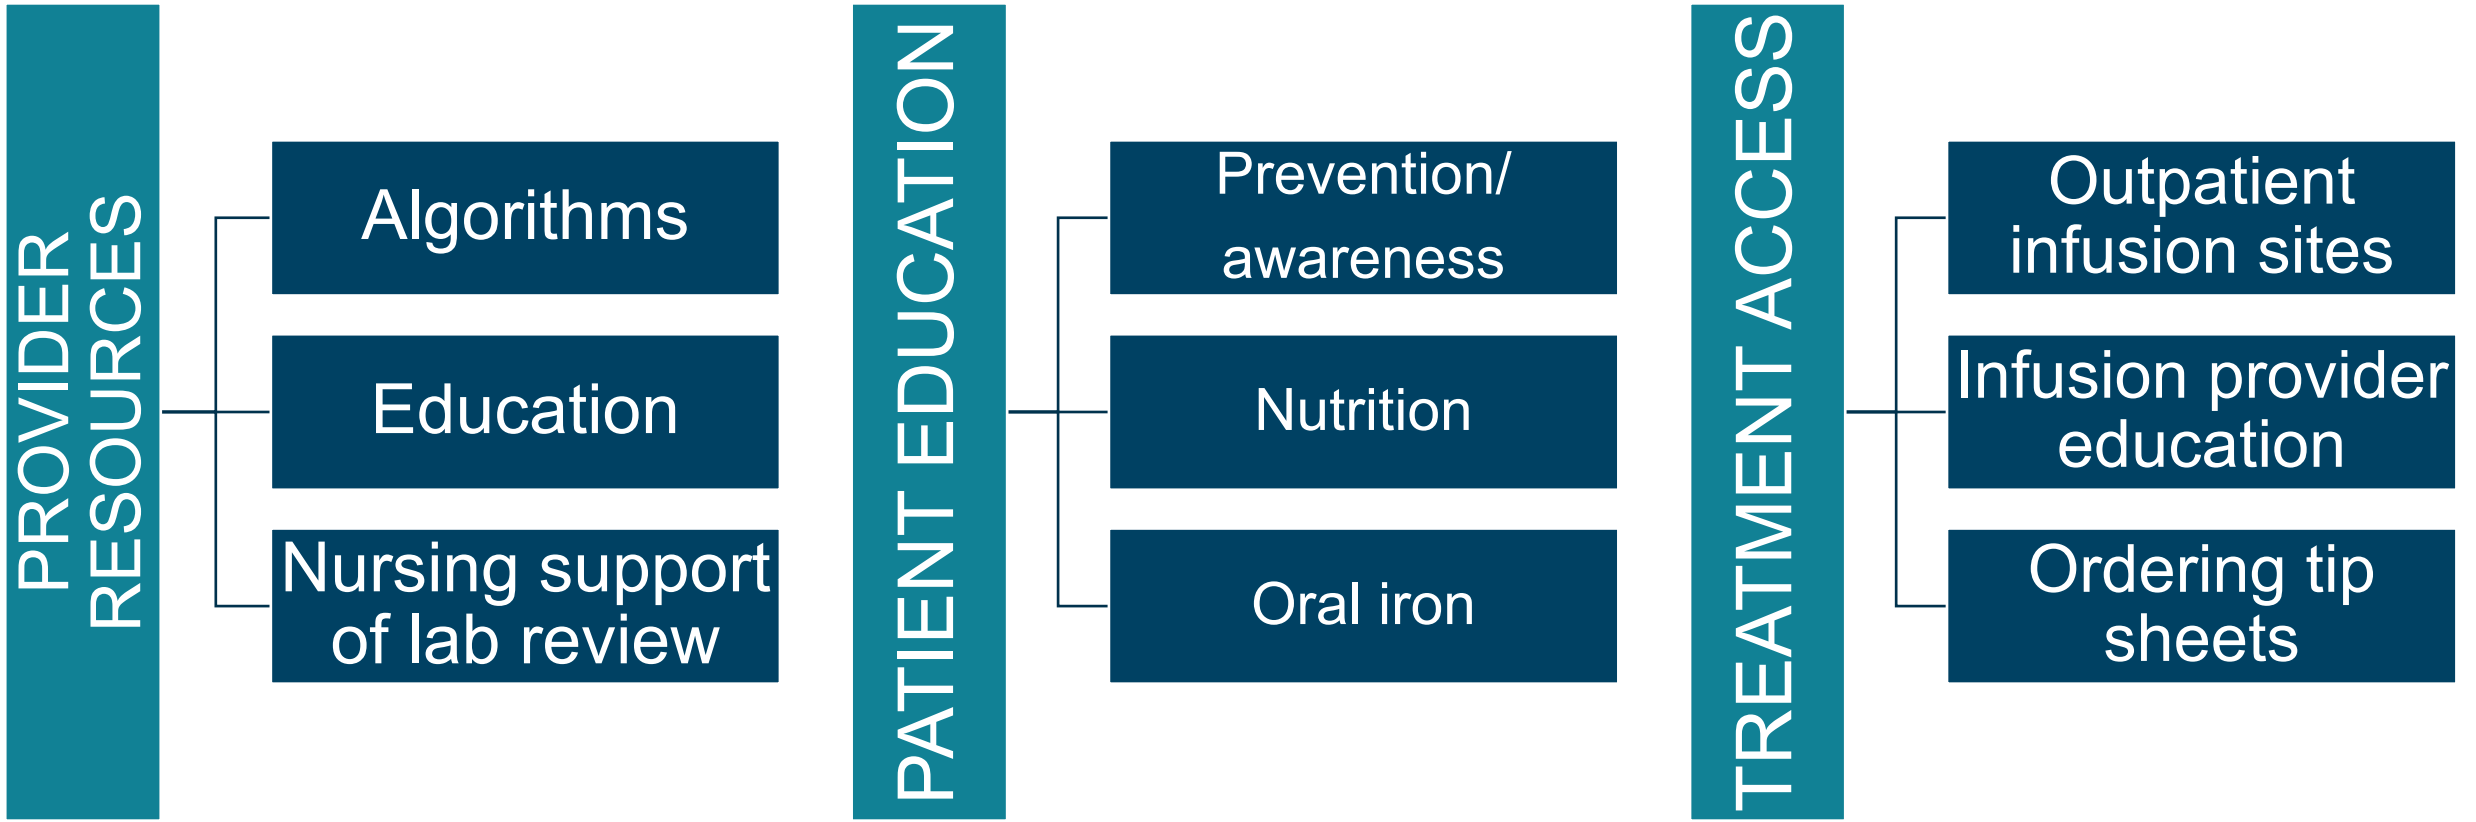 PROVIDER
RESOURCES
Algorithms
Education
Nursing support
of lab review
PATIENT EDUCATION
Prevention/
awareness
Nutrition
Oral iron
TREATMENT ACCESS
Outpatient
infusion sites
Infusion provider
education
Ordering tip
sheets